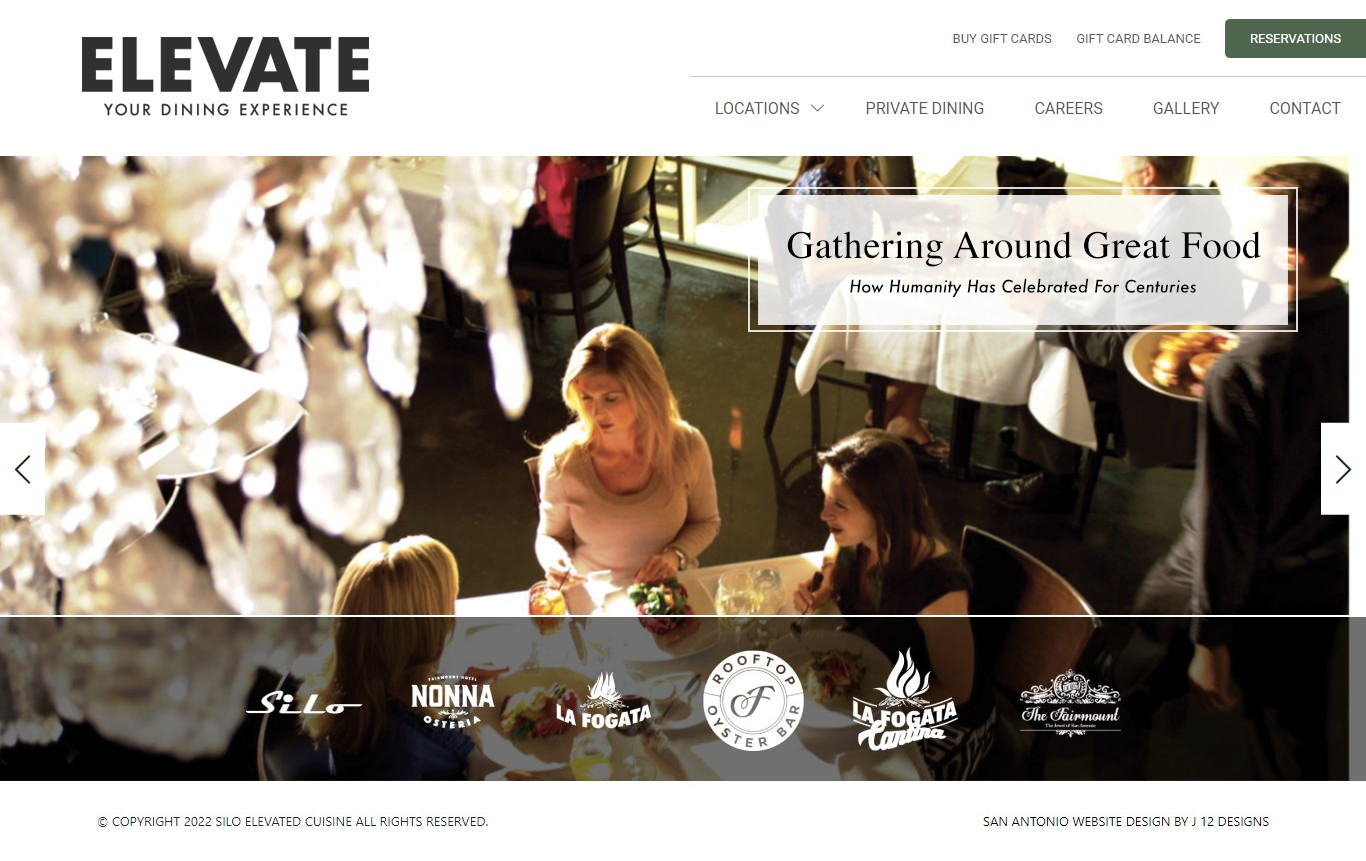 ELEVATE
YOUR DINING EXPERIENCE
BUY GIFT CARDS GIFT CARD BALANCE RESERVATIONS
LOCATIONS PRIVATE DINING CAREERS GALLERY CONTACT
Gathering Around Great Food
How Humanity Has Celebrated For Centuries
SiLo
FAIRMOUNT HOTEL
NONNA
OSTERIA
LA FOGATA
ROOFTOP
F
OYSTER BAR
LA FOGATA
Cantina
The Fairmount
The Jewel of San Antonio
© COPYRIGHT 2022 SILO ELEVATED CUISINE ALL RIGHTS RESERVED.
SAN ANTONIO WEBSITE DESIGN BY J 12 DESIGNS